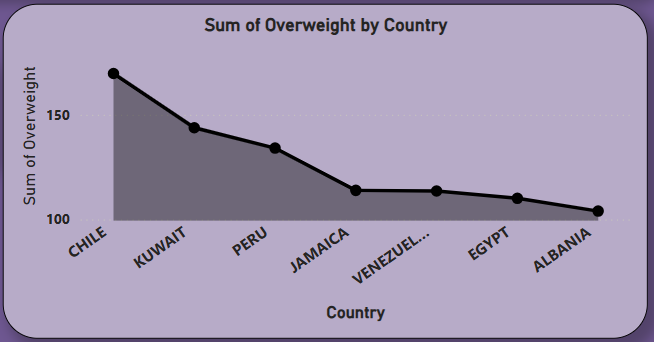 Sum of Overweight by Country
Sum of Overweight
150
100
CHILE
KUWAIT
PERU
JAMAICA
VENEZUEL...
EGYPT
ALBANIA
Country